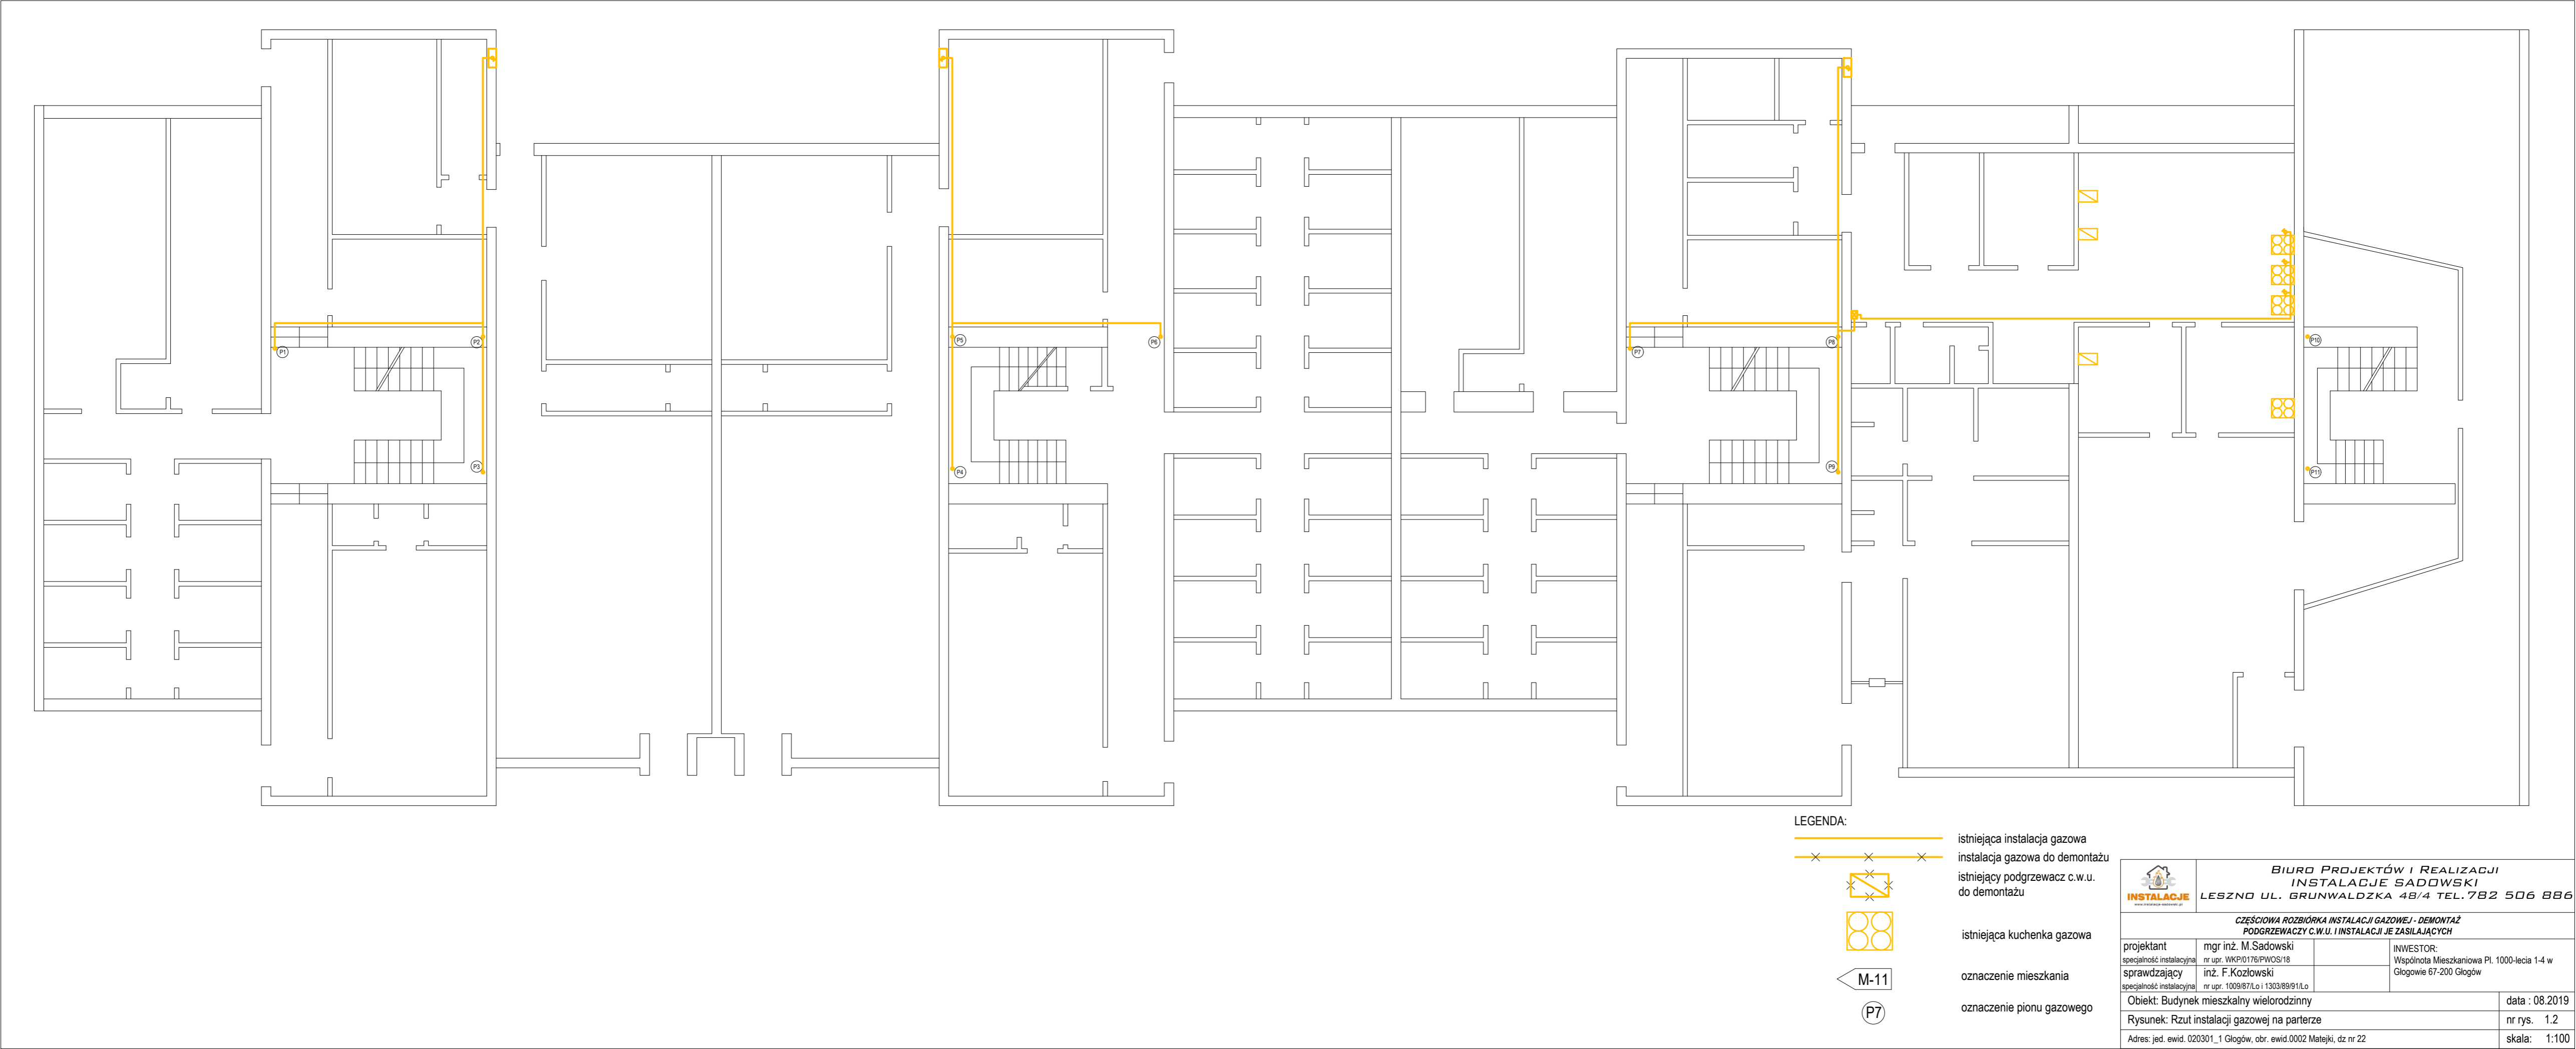 P1
P2
P3
P5
P4
P6
P7
P8
P9
P10
P11
LEGENDA:
istniejąca instalacja gazowa
instalacja gazowa do demontażu
istniejący podgrzewacz c.w.u.
do demontażu
istniejąca kuchenka gazowa
M-11
oznaczenie mieszkania
P7
oznaczenie pionu gazowego
INSTALACJE
www.instalacje-sadowski.pl
BIURO PROJEKTÓW I REALIZACJI
INSTALACJE SADOWSKI
LESZNO UL. GRUNWALDZKA 48/4 TEL.782 506 886
CZĘŚCIOWA ROZBIÓRKA INSTALACJI GAZOWEJ - DEMONTAŻ
PODGRZEWACZY C.W.U. I INSTALACJI JE ZASILAJĄCYCH
projektant mgr inż. M.Sadowski
specjalność instalacyjna nr upr. WKP/0176/PWOS/18
sprawdzający inż. F.Kozłowski
specjalność instalacyjna nr upr. 1009/87/Lo i 1303/89/91/Lo
INWESTOR:
Wspólnota Mieszkaniowa Pl. 1000-lecia 1-4 w
Głogowie 67-200 Głogów
Obiekt: Budynek mieszkalny wielorodzinny
data : 08.2019
Rysunek: Rzut instalacji gazowej na parterze
nr rys. 1.2
Adres: jed. ewid. 020301_1 Głogów, obr. ewid.0002 Matejki, dz nr 22
skala: 1:100